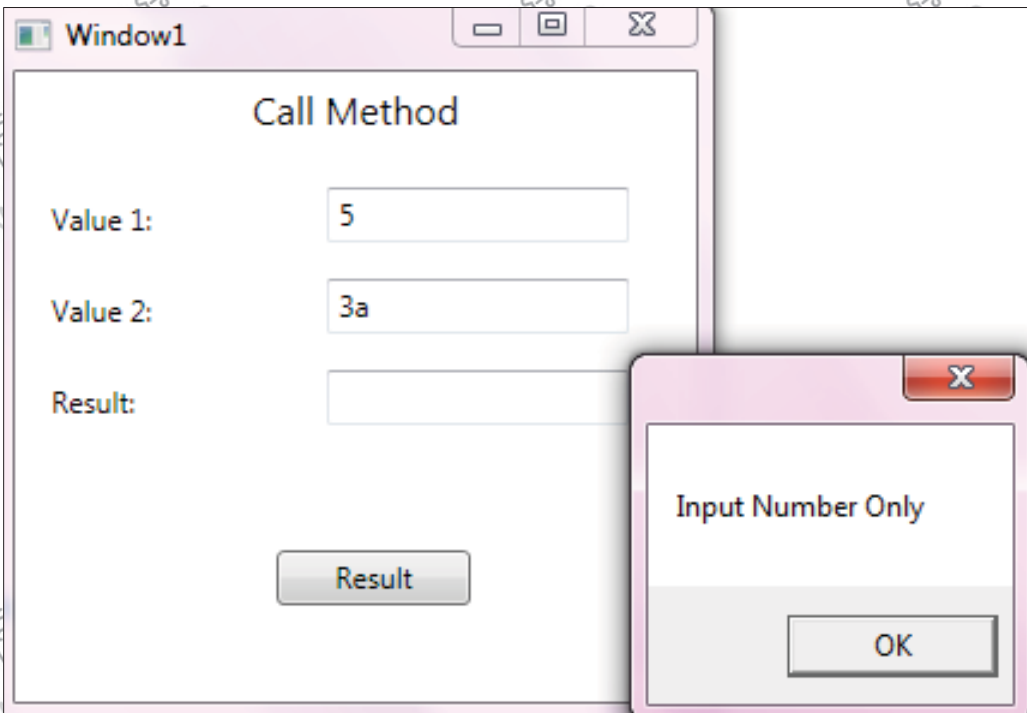 Window1
Call Method
Value 1:
5
Value 2:
3a
Result:
Result
Input Number Only
OK